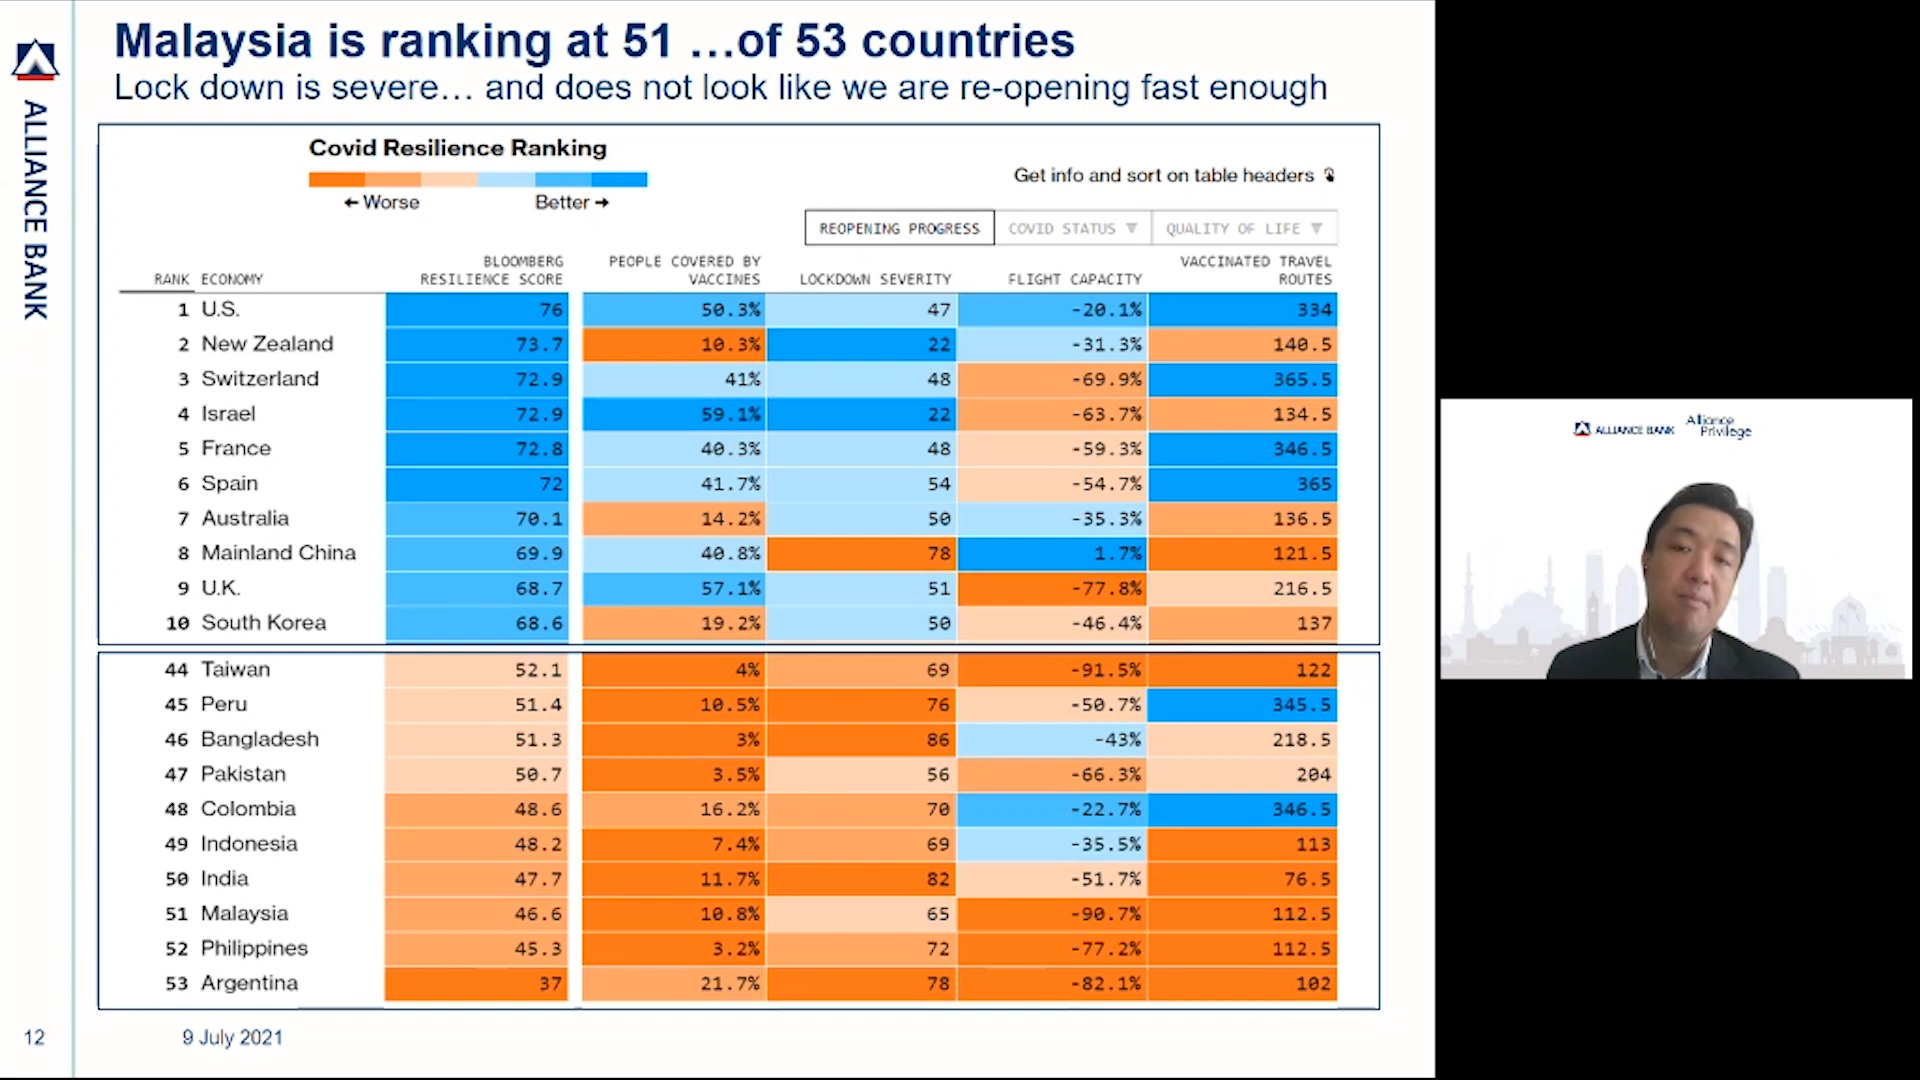 Malaysia is ranking at 51 ...of 53 countries
Lock down is severe... and does not look like we are re-opening fast enough
ALLIANCE BANK
Covid Resilience Ranking
← Worse Better →
Get info and sort on table headers
REOPENING PROGRESS COVID STATUS ▼ QUALITY OF LIFE ▼
RANK ECONOMY BLOOMBERG RESILIENCE SCORE PEOPLE COVERED BY VACCINES LOCKDOWN SEVERITY FLIGHT CAPACITY VACCINATED TRAVEL ROUTES
1 U.S. 76 50.3% 47 -20.1% 334
2 New Zealand 73.7 10.3% 22 -31.3% 140.5
3 Switzerland 72.9 41% 48 -69.9% 365.5
4 Israel 72.9 59.1% 22 -63.7% 134.5
5 France 72.8 40.3% 48 -59.3% 346.5
6 Spain 72 41.7% 54 -54.7% 365
7 Australia 70.1 14.2% 50 -35.3% 136.5
8 Mainland China 69.9 40.8% 78 1.7% 121.5
9 U.K. 68.7 57.1% 51 -77.8% 216.5
10 South Korea 68.6 19.2% 50 -46.4% 137
44 Taiwan 52.1 4% 69 -91.5% 122
45 Peru 51.4 10.5% 76 -50.7% 345.5
46 Bangladesh 51.3 3% 86 -43% 218.5
47 Pakistan 50.7 3.5% 56 -66.3% 204
48 Colombia 48.6 16.2% 70 -22.7% 346.5
49 Indonesia 48.2 7.4% 69 -35.5% 113
50 India 47.7 11.7% 82 -51.7% 76.5
51 Malaysia 46.6 10.8% 65 -90.7% 112.5
52 Philippines 45.3 3.2% 72 -77.2% 112.5
53 Argentina 37 21.7% 78 -82.1% 102
12 9 July 2021
ALLIANCE BANK Alliance Privilege